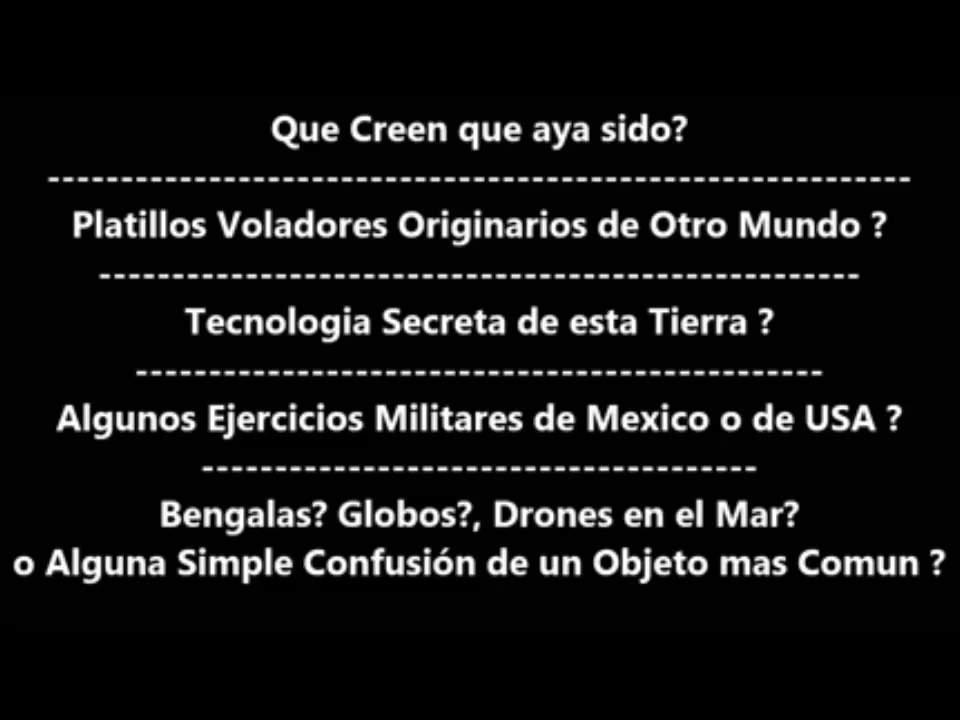 Que Creen que aya sido?
-----------------------------------------------------------
Platillos Voladores Originarios de Otro Mundo ?
----------------------------------------------------
Tecnologia Secreta de esta Tierra ?
-----------------------------------------------
Algunos Ejercicios Militares de Mexico o de USA ?
--------------------------------------
Bengalas? Globos?, Drones en el Mar?
o Alguna Simple Confusión de un Objeto mas Comun ?